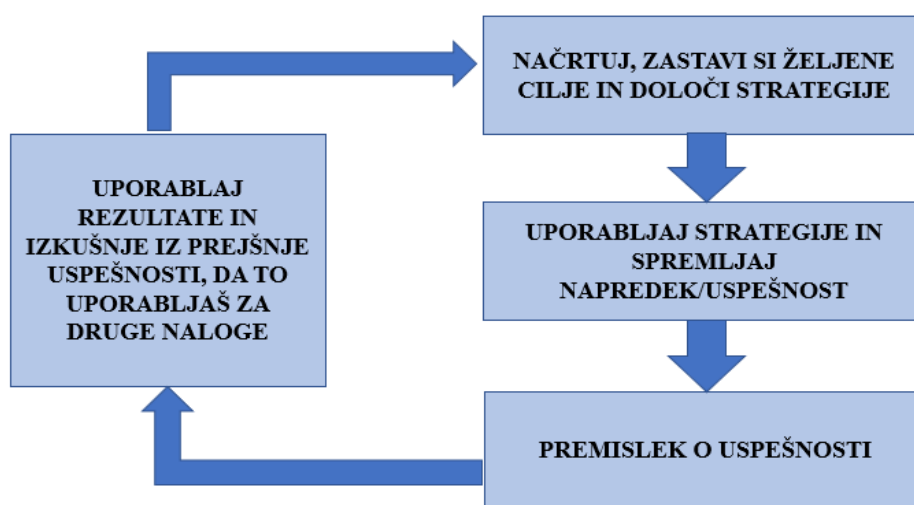 NAČRTUJ, ZASTAVI SI ŽELJENE
CILJE IN DOLOČI STRATEGIJE
UPORABLJAJ STRATEGIJE IN
SPREMLJAJ
NAPREDEK/USPEŠNOST
PREMISLEK O USPEŠNOSTI
UPORABLAJ
REZULTATE IN
IZKUŠNJE IZ PREJŠNJE
USPEŠNOSTI, DA TO
UPORABLJAŠ ZA
DRUGE NALOGE